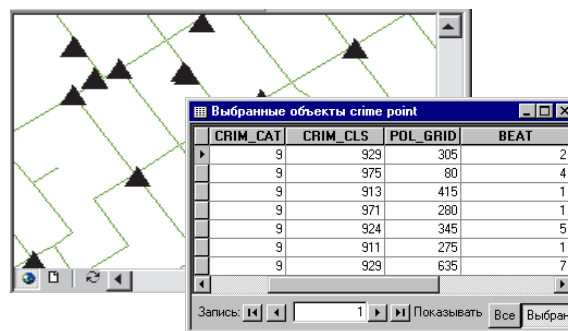 Выбранные объекты crime point
CRIM_CAT CRIM_CLS POL_GRID BEAT
9 929 305 2
9 975 80 4
9 913 415 1
9 971 280 1
9 924 345 5
9 911 275 1
9 929 635 7
Запись: 1 Показывать Все Выбран